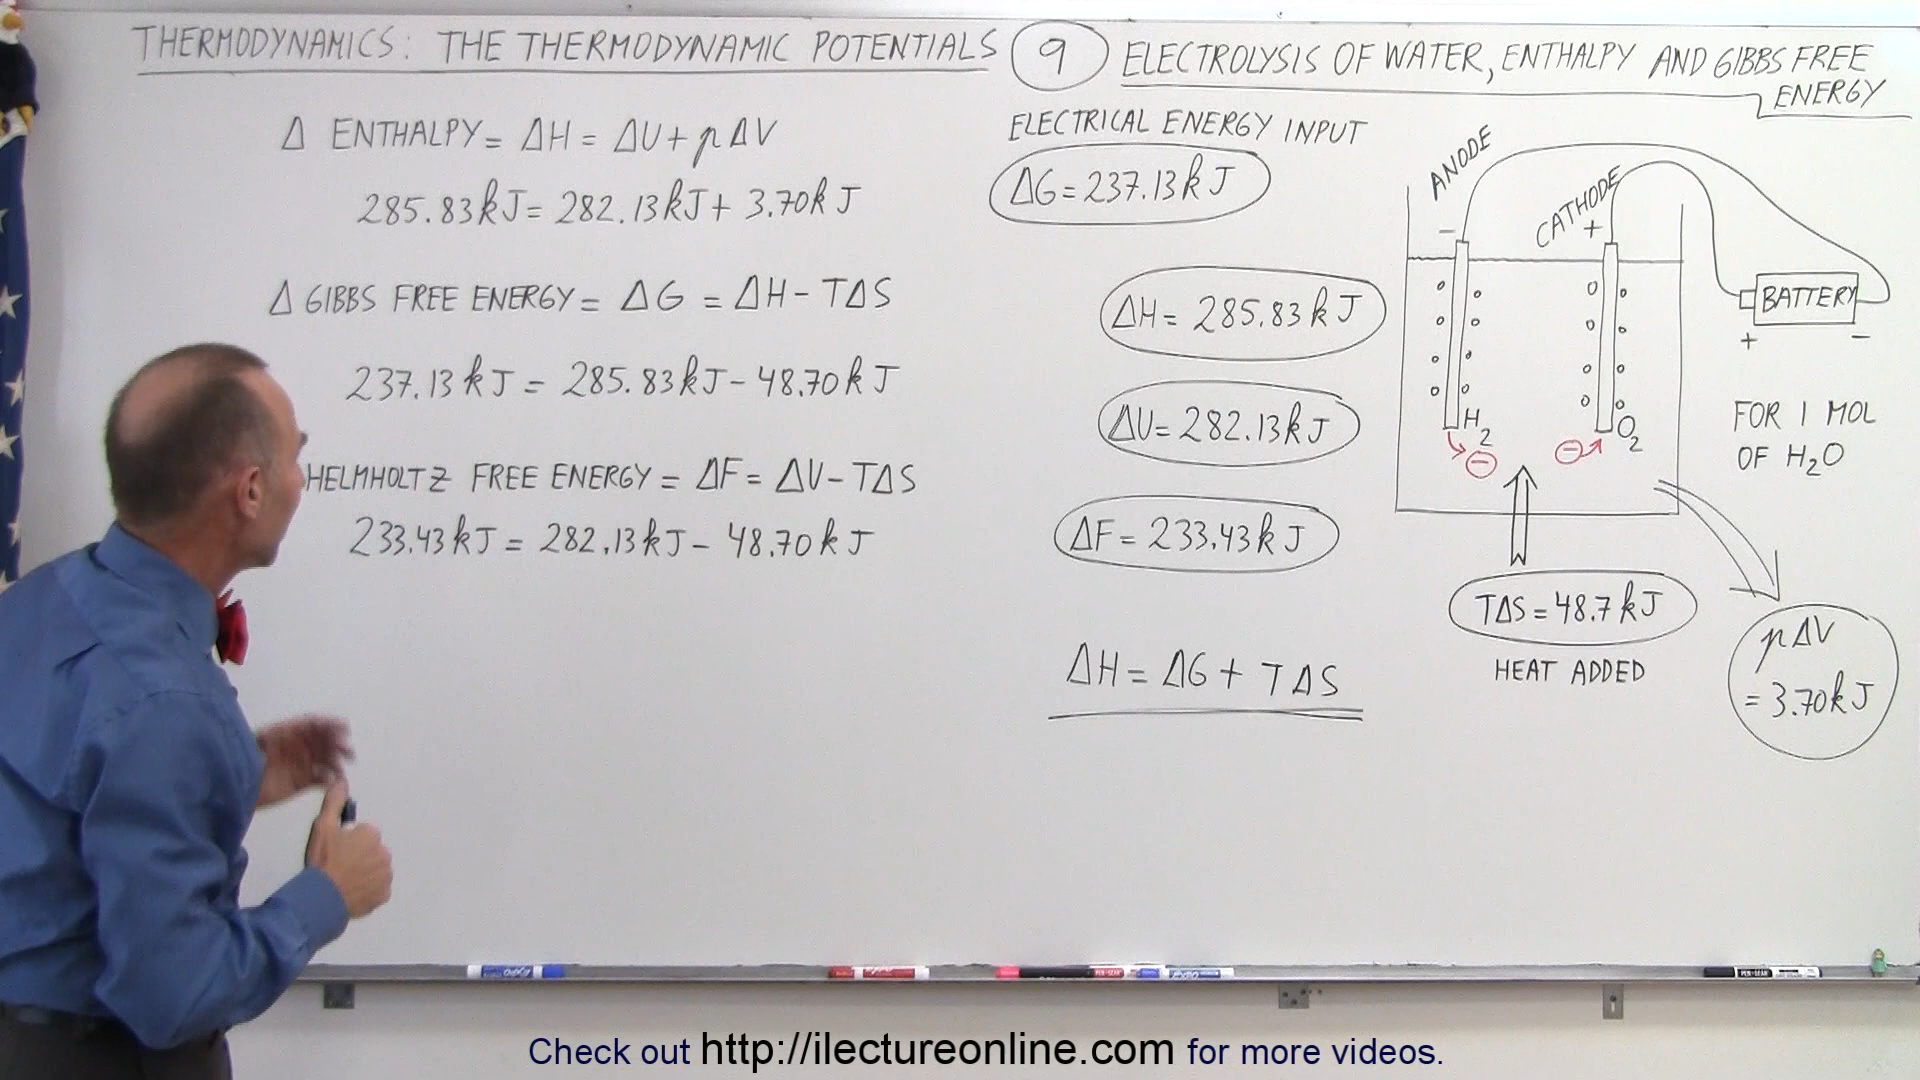 THERMODYNAMICS: THE THERMODYNAMIC POTENTIALS 9 ELECTROLYSIS OF WATER, ENTHALPY AND GIBBS FREE
ENERGY
Δ ENTHALPY = ΔH = ΔU + pΔV
285.83 kJ = 282.13 kJ + 3.70 kJ
Δ GIBBS FREE ENERGY = ΔG = ΔH - TΔS
237.13 kJ = 285.83 kJ - 48.70 kJ
HELMHOLTZ FREE ENERGY = ΔF = ΔU - TΔS
233.43 kJ = 282.13 kJ - 48.70 kJ
ELECTRICAL ENERGY INPUT
ΔG = 237.13 kJ
ΔH = 285.83 kJ
ΔU = 282.13 kJ
ΔF = 233.43 kJ
ΔH = ΔG + TΔS
ANODE
-
CATHODE
+
BATTERY
+ -
H₂
O₂
-
-
FOR 1 MOL
OF H₂O
TΔS = 48.7 kJ
HEAT ADDED
pΔV
= 3.70 kJ
Check out http://ilectureonline.com for more videos.